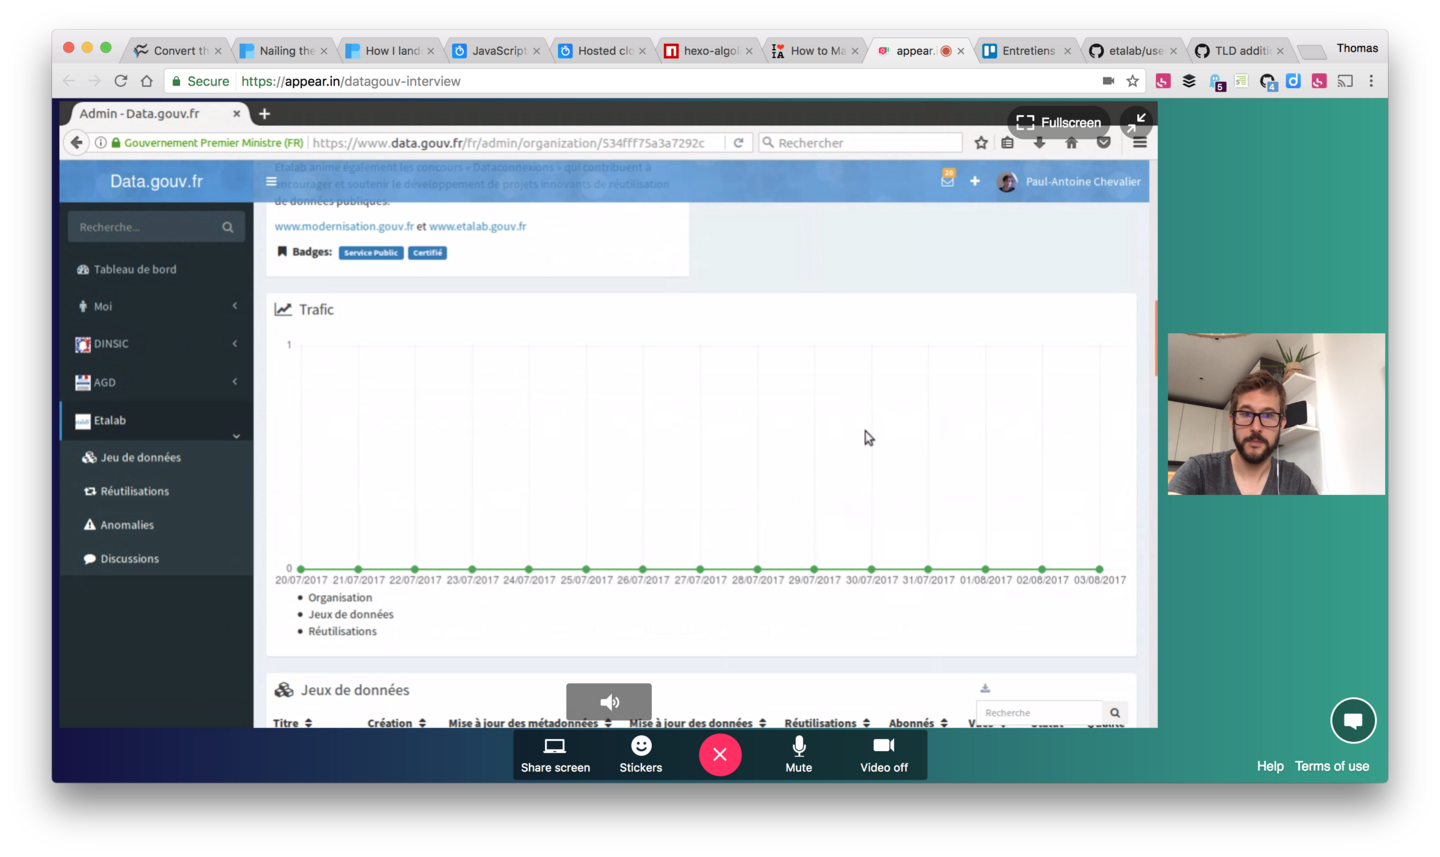 Convert th
Nailing the
How I land
JavaScript
Hosted clo
hexo-algol
How to Ma
appear.
Entretiens
etalab/use
TLD additi
Thomas
Secure https://appear.in/datagouv-interview
5
4
Admin - Data.gouv.fr
Fullscreen
Gouvernement Premier Ministre (FR) https://www.data.gouv.fr/fr/admin/organization/534fff75a3a7292c
Rechercher
Data.gouv.fr
Paul-Antoine Chevalier
Etalab anime également les concours « Dataconnexions » qui contribuent à
encourager et soutenir le développement de projets innovants de réutilisation
de données publiques.
www.modernisation.gouv.fr et www.etalab.gouv.fr
Badges: Service Public Certifié
Recherche...
Tableau de bord
Moi
DINSIC
AGD
Etalab
Jeu de données
Réutilisations
Anomalies
Discussions
Trafic
1
0
20/07/2017 21/07/2017 22/07/2017 23/07/2017 24/07/2017 25/07/2017 26/07/2017 27/07/2017 28/07/2017 29/07/2017 30/07/2017 31/07/2017 01/08/2017 02/08/2017 03/08/2017
Organisation
Jeux de données
Réutilisations
Jeux de données
Recherche
Titre Création Mise à jour des métadonnées Mise à jour des données Réutilisations Abonnés
Share screen
Stickers
Mute
Video off
Help
Terms of use